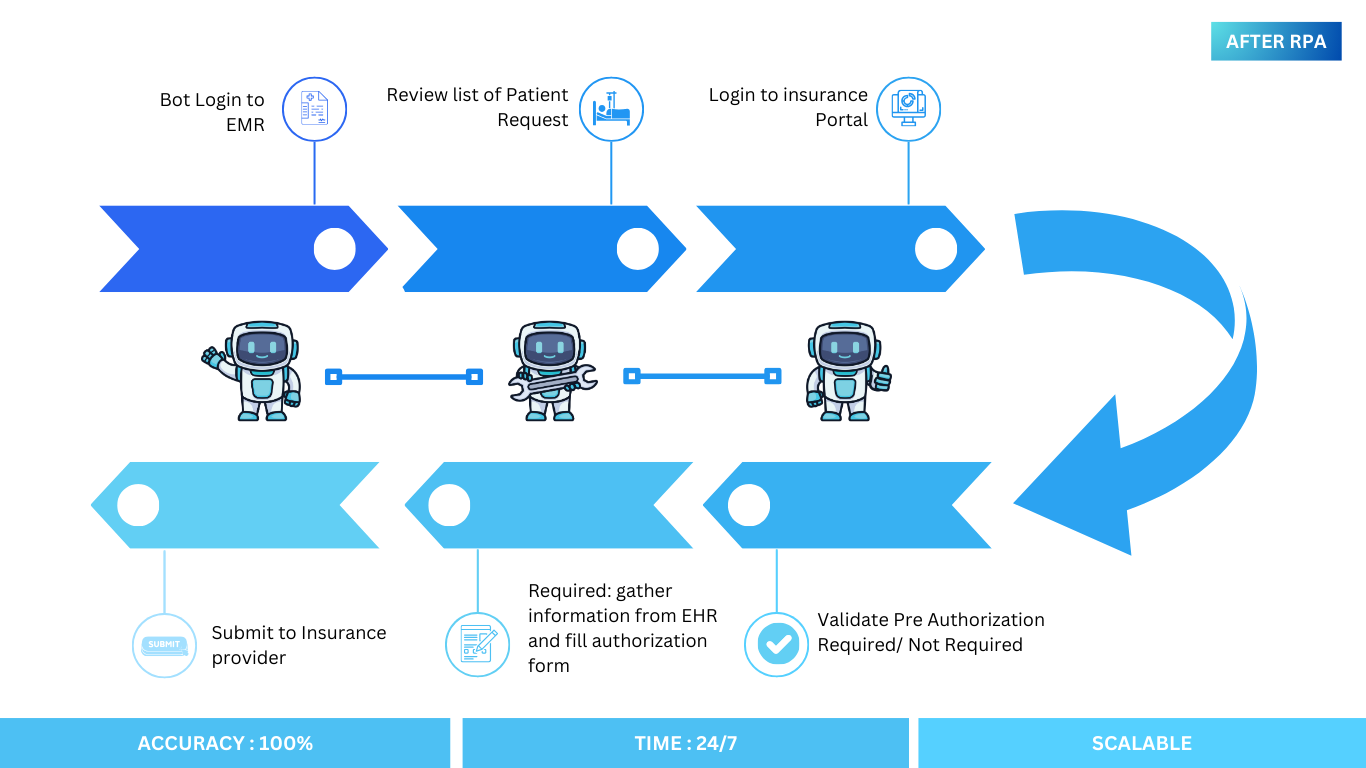 AFTER RPA
Bot Login to
EMR
Review list of Patient
Request
Login to insurance
Portal
Validate Pre Authorization
Required/ Not Required
Required: gather
information from EHR
and fill authorization
form
SUBMIT
Submit to Insurance
provider
ACCURACY : 100%
TIME : 24/7
SCALABLE